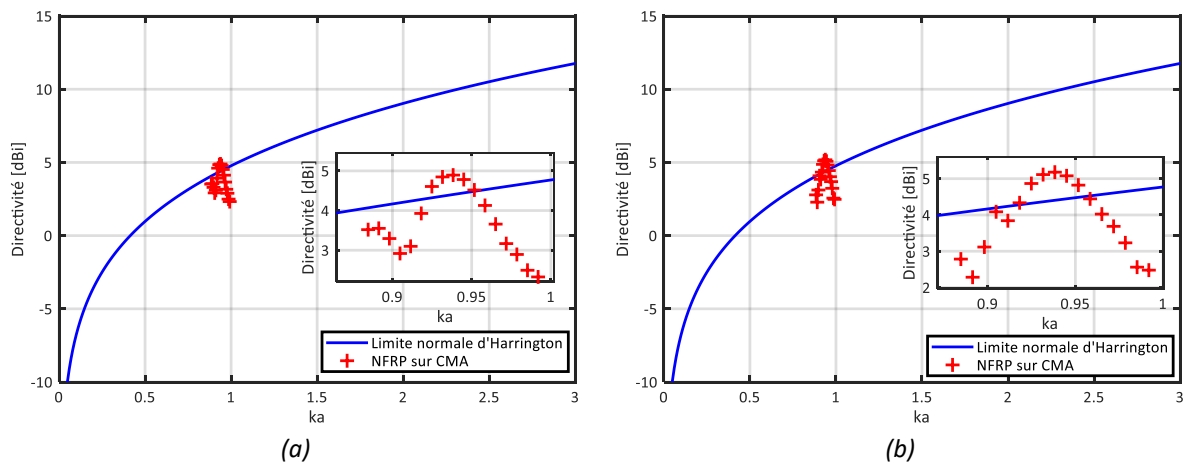 15
10
5
0
-5
-10
0
0.5
1
1.5
2
2.5
3
Directivité [dBi]
ka
5
4
3
0.9
0.95
1
Directivité [dBi]
ka
Limite normale d'Harrington
NFRP sur CMA
(a)
15
10
5
0
-5
-10
0
0.5
1
1.5
2
2.5
3
Directivité [dBi]
ka
5
4
3
2
0.9
0.95
1
Directivité [dBi]
ka
Limite normale d'Harrington
NFRP sur CMA
(b)